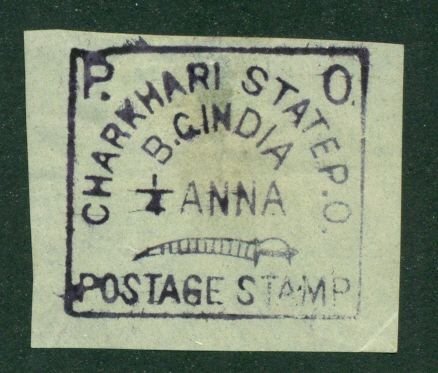 P. O.
CHARKHARI STATE P.O.
B.C.INDIA
¼ ANNA
POSTAGE STAMP